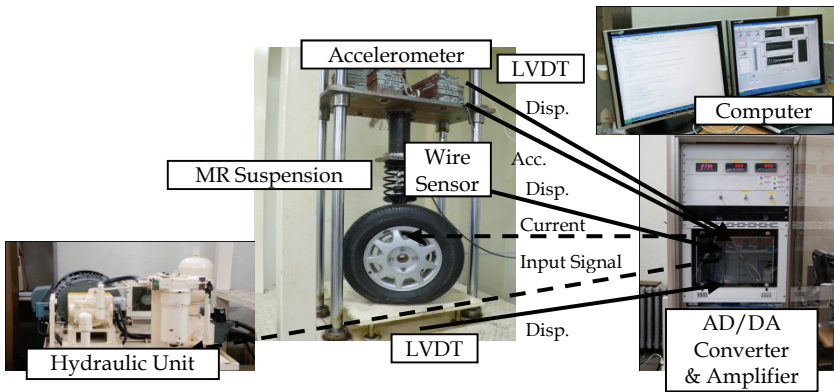 Accelerometer
LVDT
Disp.
Computer
Wire
Sensor
Acc.
MR Suspension
Disp.
Current
Input Signal
Hydraulic Unit
LVDT
Disp.
AD/DA
Converter
& Amplifier